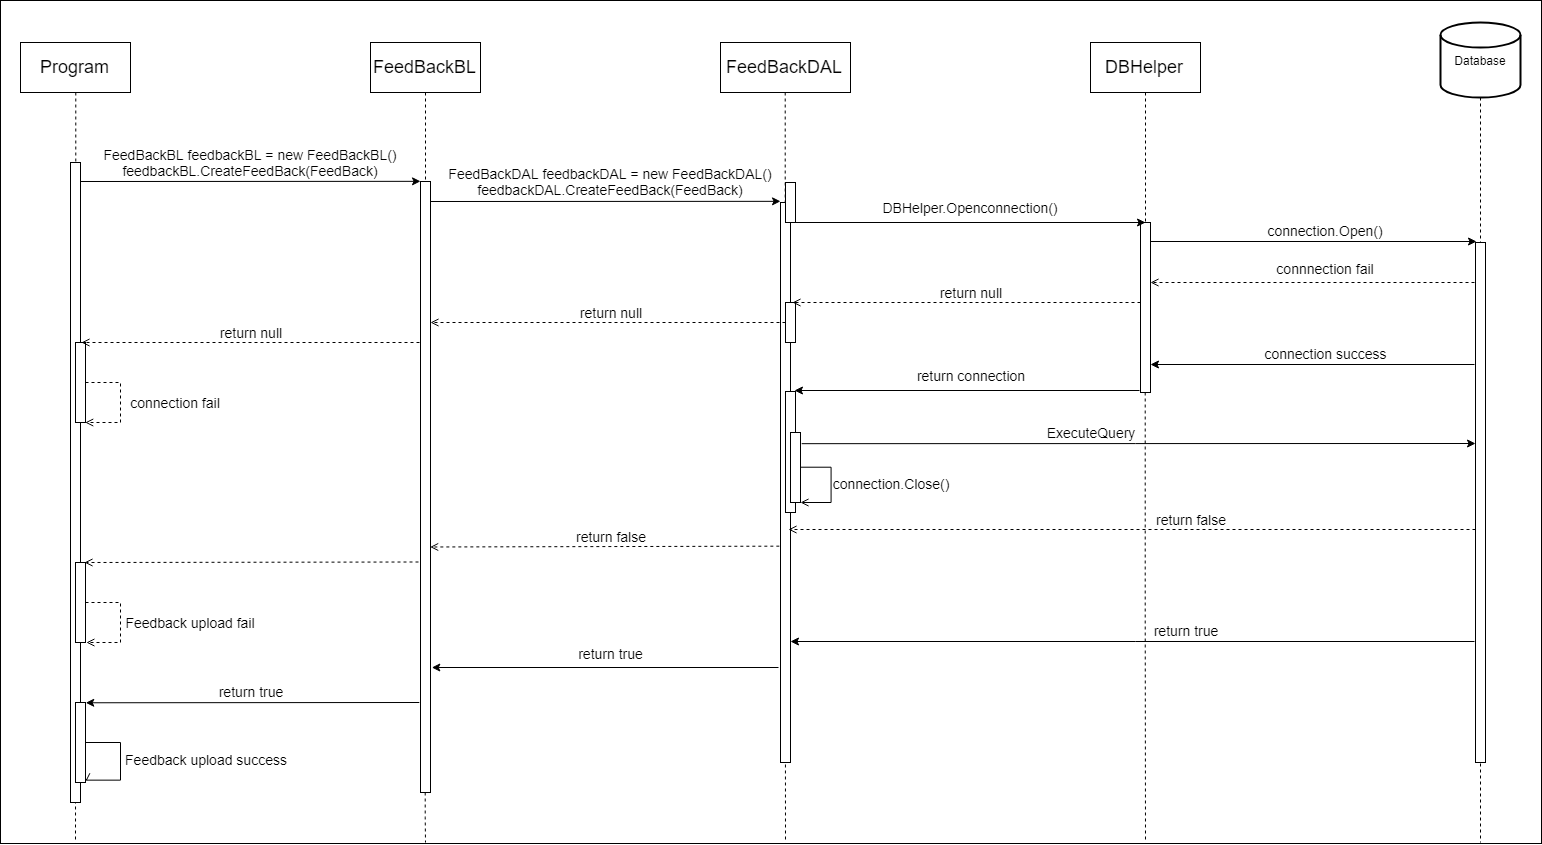 Program
FeedBackBL
FeedBackDAL
DBHelper
Database
FeedBackBL feedbackBL = new FeedBackBL()
feedbackBL.CreateFeedBack(FeedBack)
FeedBackDAL feedbackDAL = new FeedBackDAL()
feedbackDAL.CreateFeedBack(FeedBack)
DBHelper.Openconnection()
connection.Open()
connnection fail
return null
return null
return null
connection success
return connection
connection fail
ExecuteQuery
connection.Close()
return false
return false
Feedback upload fail
return true
return true
return true
Feedback upload success